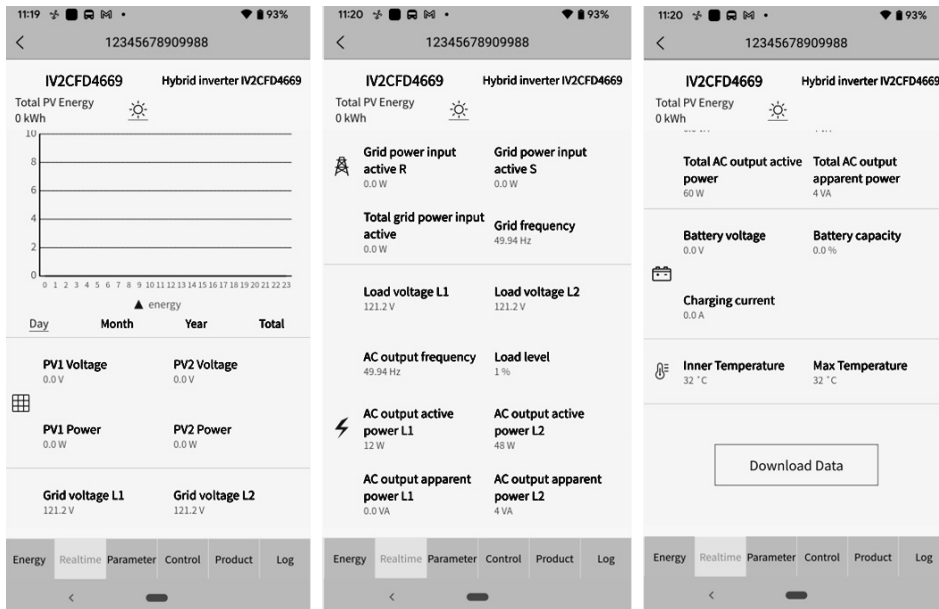 11:19
93%
12345678909988
IV2CFD4669
Hybrid inverter IV2CFD4669
Total PV Energy
0 kWh
10
8
6
4
2
0
0 1 2 3 4 5 6 7 8 9 10 11 12 13 14 15 16 17 18 19 20 21 22 23
energy
Day Month Year Total
PV1 Voltage PV2 Voltage
0.0 V 0.0 V
PV1 Power PV2 Power
0.0 W 0.0 W
Grid voltage L1 Grid voltage L2
121.2 V 121.2 V
Energy Realtime Parameter Control Product Log
11:20
93%
12345678909988
IV2CFD4669
Hybrid inverter IV2CFD4669
Total PV Energy
0 kWh
Grid power input Grid power input
active R active S
0.0 W 0.0 W
Total grid power input
active
0.0 W
Grid frequency
49.94 Hz
Load voltage L1 Load voltage L2
121.2 V 121.2 V
AC output frequency Load level
49.94 Hz 1 %
AC output active AC output active
power L1 power L2
12 W 48 W
AC output apparent AC output apparent
power L1 power L2
0.0 VA 4 VA
Energy Realtime Parameter Control Product Log
11:20
93%
12345678909988
IV2CFD4669
Hybrid inverter IV2CFD4669
Total PV Energy
0 kWh
Total AC output active Total AC output
power apparent power
60 W 4 VA
Battery voltage Battery capacity
0.0 V 0.0 %
Charging current
0.0 A
Inner Temperature Max Temperature
32 °C 32 °C
Download Data
Energy Realtime Parameter Control Product Log